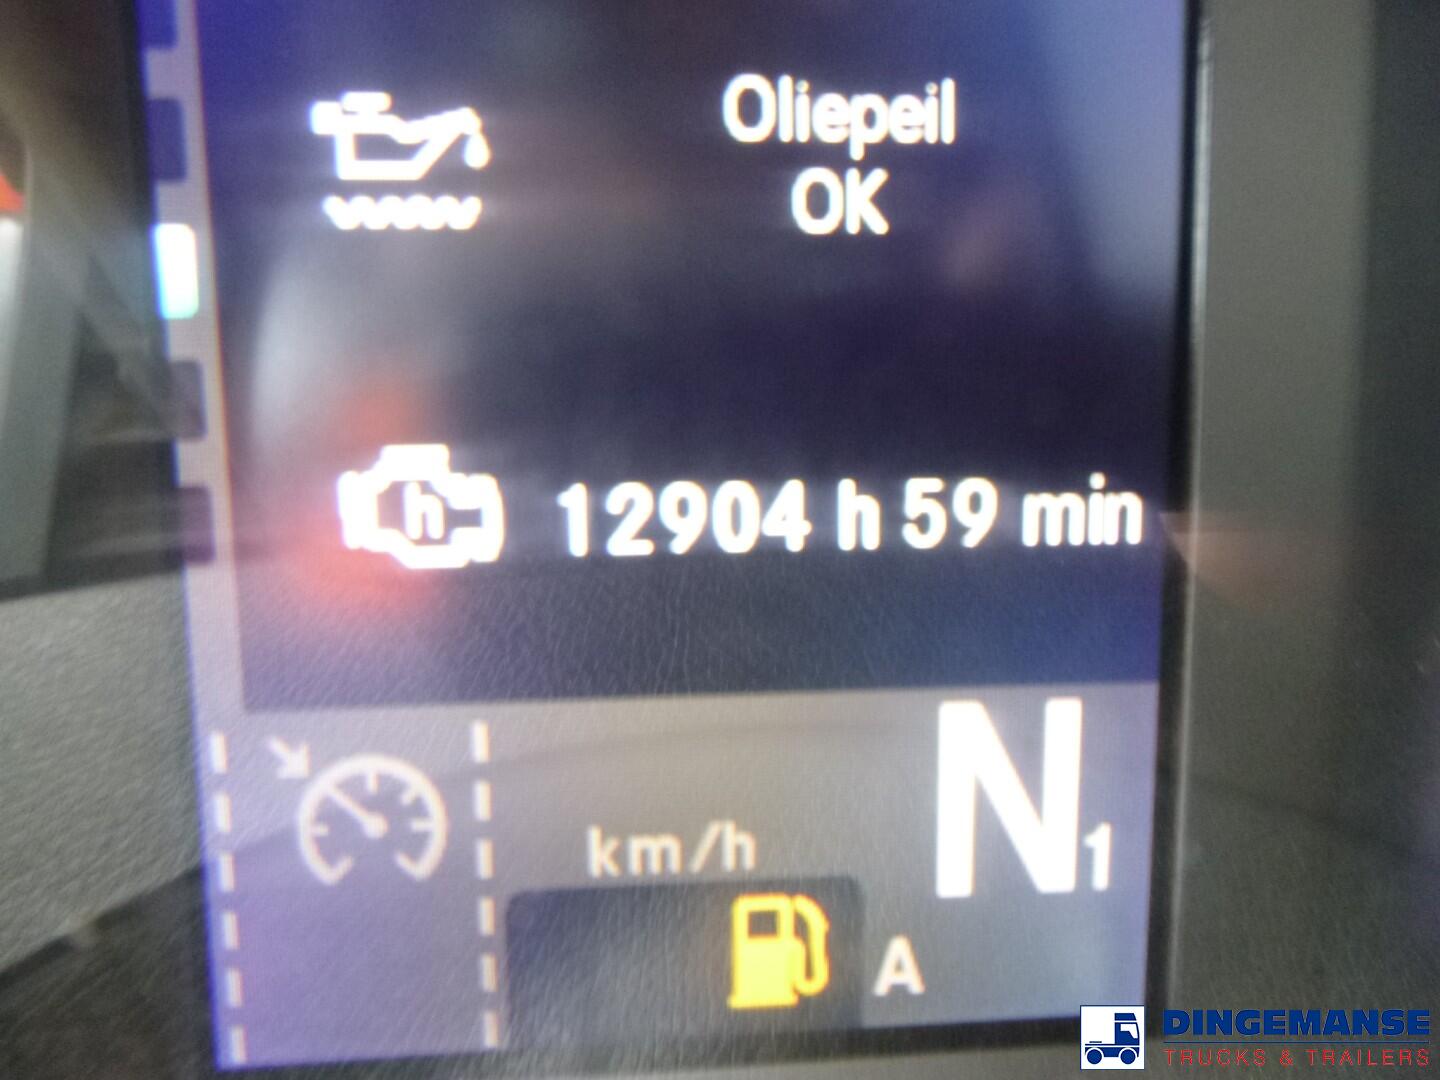 Oliepeil
OK
h
12904 h 59 min
N1
km/h
A
DINGEMANSE
TRUCKS & TRAILERS